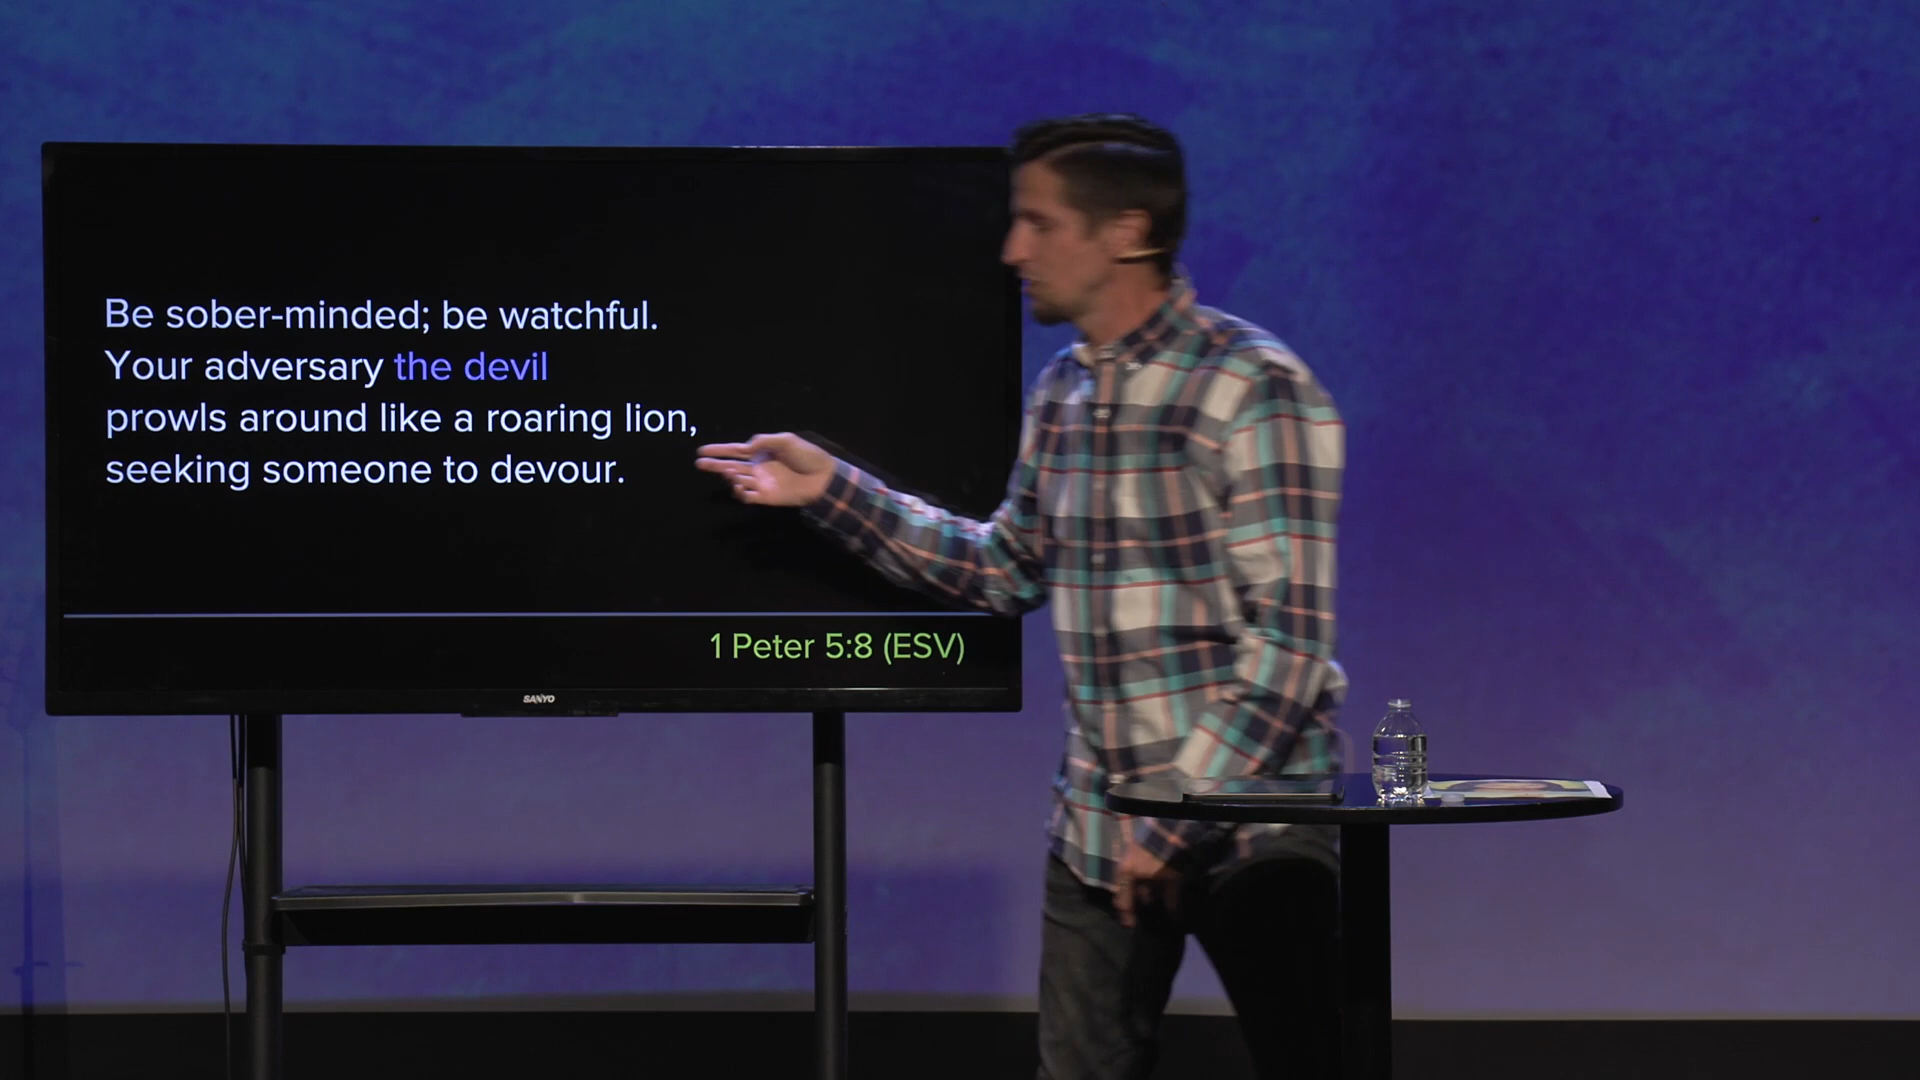 Be sober-minded; be watchful.
Your adversary the devil
prowls around like a roaring lion,
seeking someone to devour.
1 Peter 5:8 (ESV)
SANYO